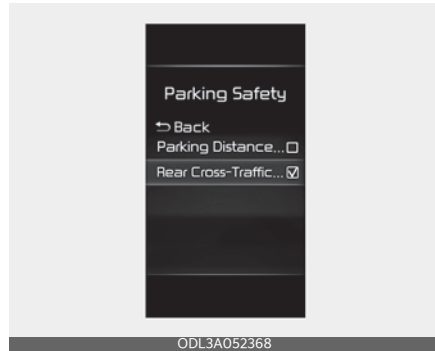 Parking Safety
Back
Parking Distance...
Rear Cross-Traffic...
ODL3A052368